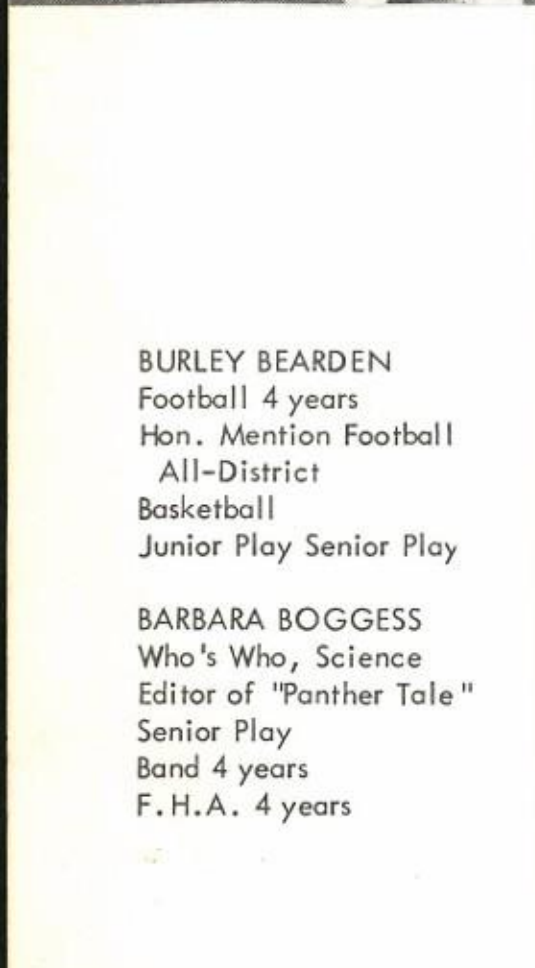 BURLEY BEARDEN
Football 4 years
Hon. Mention Football
All-District
Basketball
Junior Play Senior Play
BARBARA BOGGESS
Who's Who, Science
Editor of "Panther Tale"
Senior Play
Band 4 years
F.H.A. 4 years